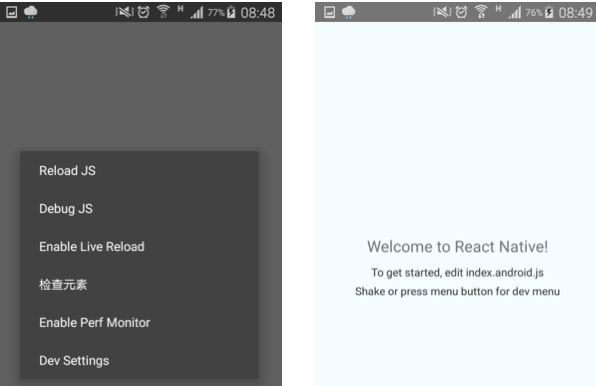 H 77% 08:48
Reload JS
Debug JS
Enable Live Reload
检查元素
Enable Perf Monitor
Dev Settings
H 76% 08:49
Welcome to React Native!
To get started, edit index.android.js
Shake or press menu button for dev menu